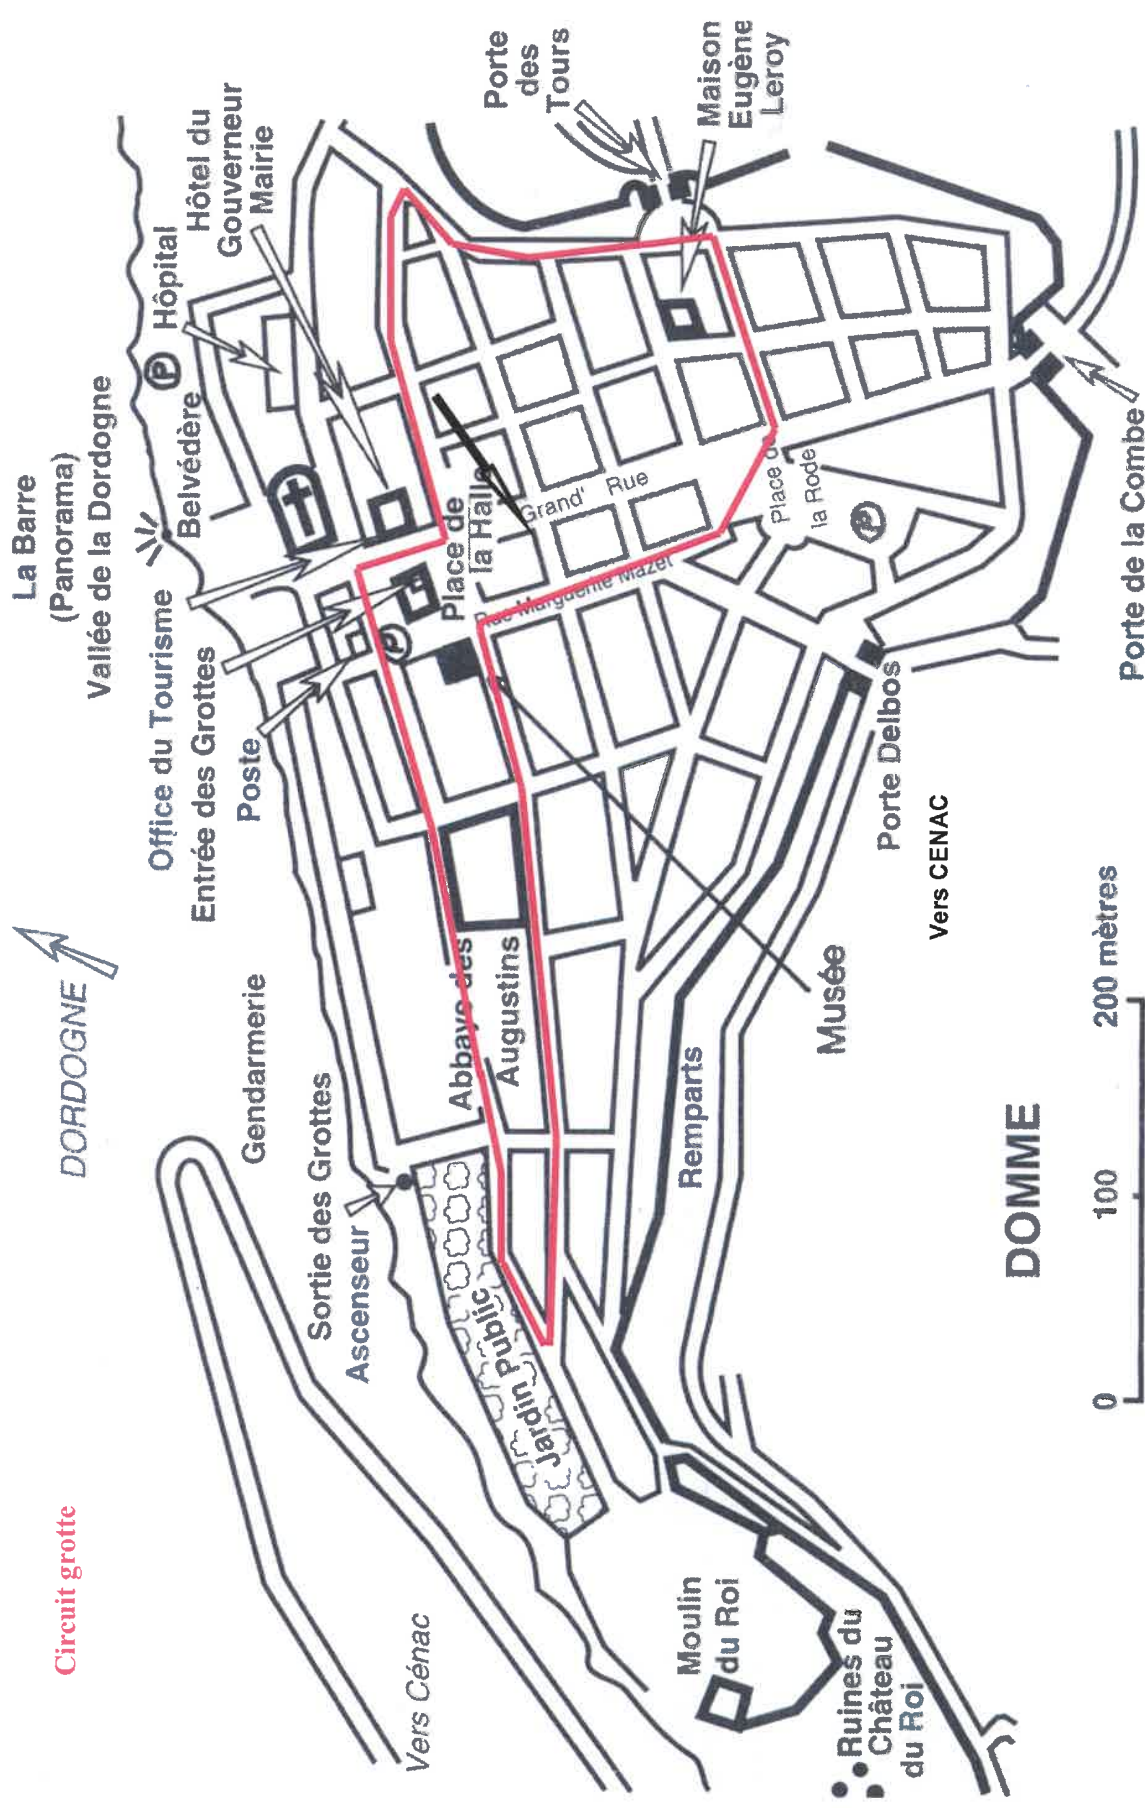 Circuit grotte
DORDOGNE
La Barre
(Panorama)
Vallée de la Dordogne
Belvédère
P
Hôpital
Hôtel du
Gouverneur
Mairie
Porte
des
Tours
Maison
Eugène
Leroy
Office du Tourisme
Entrée des Grottes
Poste
Gendarmerie
Sortie des Grottes
Ascenseur
Vers Cénac
P
Place de
la Halle
Grand' Rue
Rue Marguerite Mazet
Place de
la Rode
P
Abbaye des
Augustins
Jardin Public
Musée
Remparts
Porte Delbos
Vers CENAC
Porte de la Combe
Moulin
du Roi
Ruines du
Château
du Roi
DOMME
0 100 200 mètres